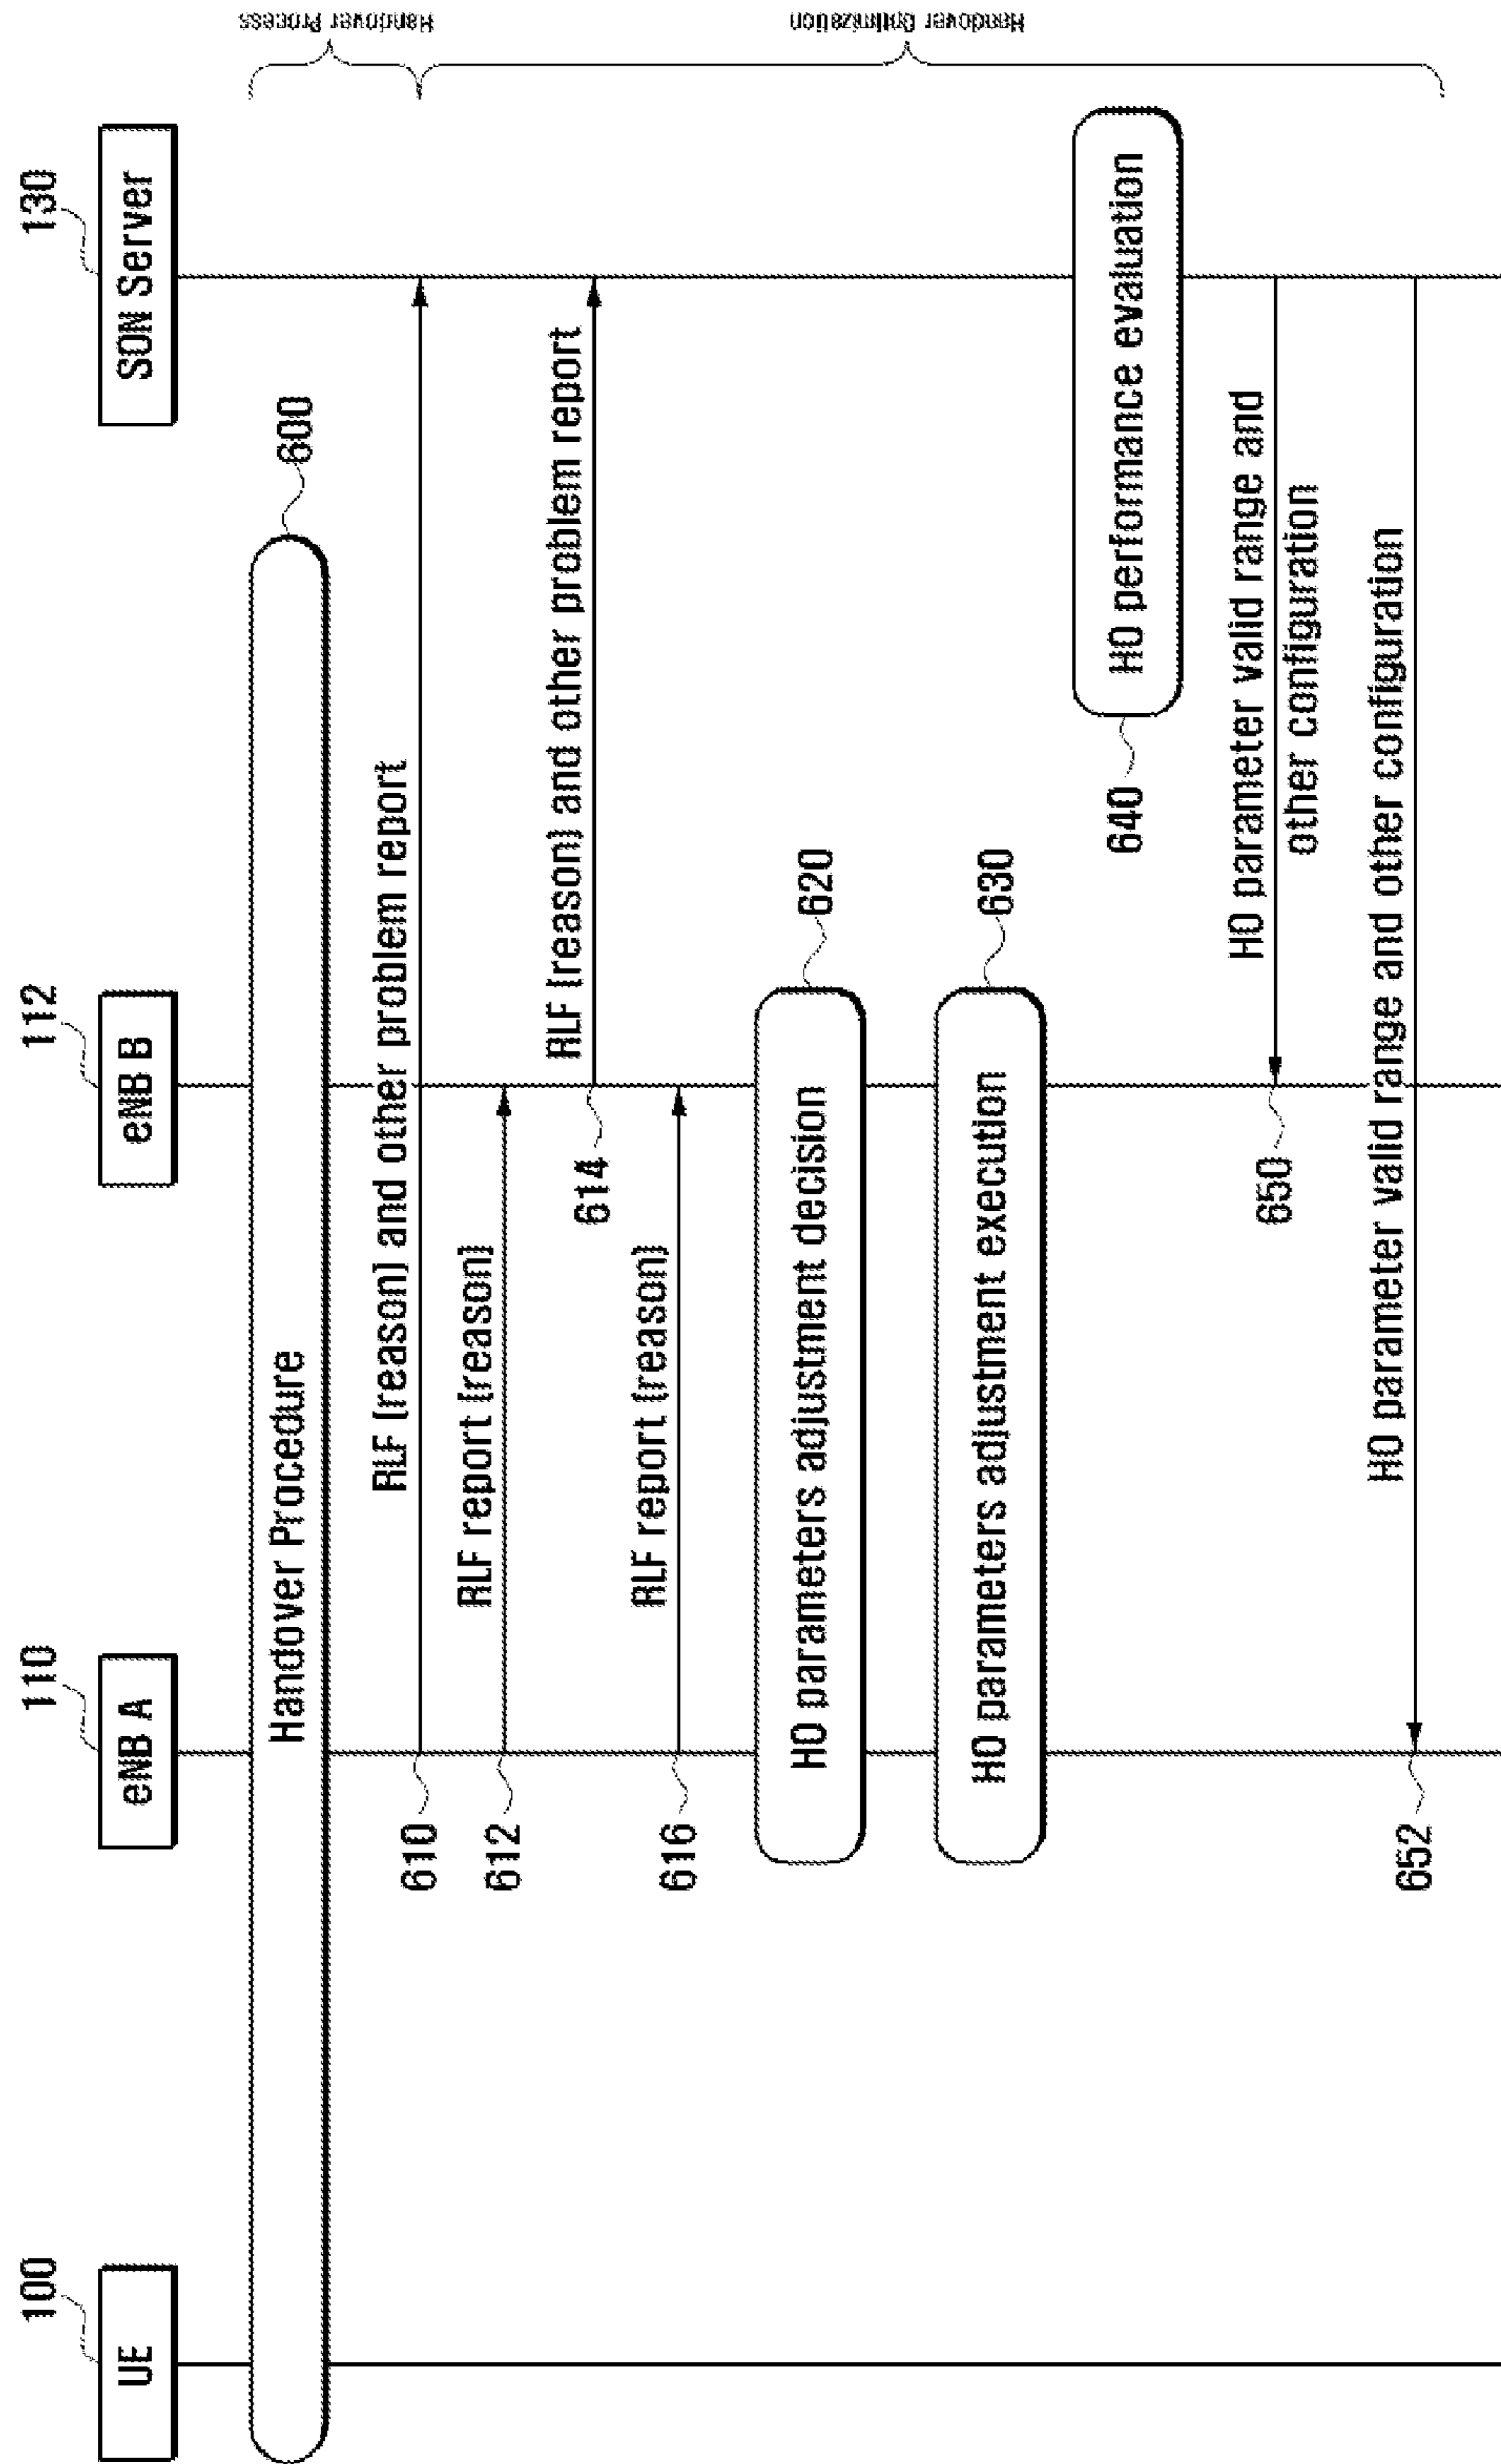 100
110
112
130
UE
eNB A
eNB B
SON Server
Handover Procedure
600
Handover Process
RLF (reason) and other problem report
610
RLF report (reason)
612
RLF (reason) and other problem report
614
RLF report (reason)
616
HO parameters adjustment decision
620
HO parameters adjustment execution
630
Handover Optimization
HO performance evaluation
640
HO parameter valid range and
other configuration
650
HO parameter valid range and other configuration
652